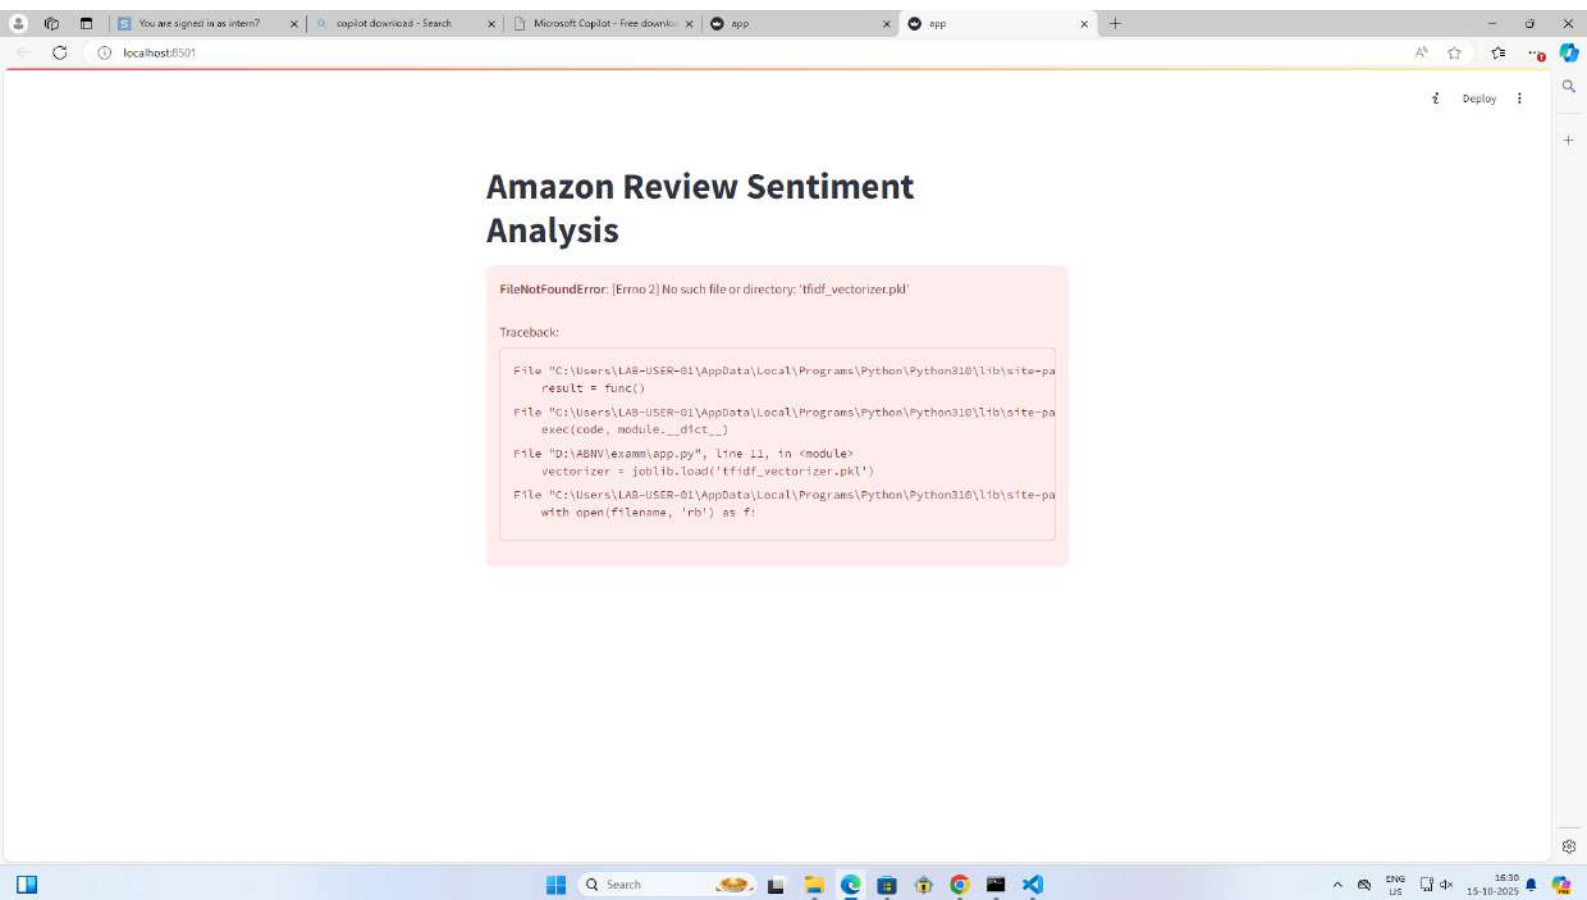 You are signed in as intern7
copilot download - Search
Microsoft Copilot - Free downlo
app
app
localhost:8501
Deploy
Amazon Review Sentiment
Analysis
FileNotFoundError: [Errno 2] No such file or directory: 'tfidf_vectorizer.pkl'
Traceback:
File "C:\Users\LAB-USER-01\AppData\Local\Programs\Python\Python310\lib\site-pa
result = func()
File "C:\Users\LAB-USER-01\AppData\Local\Programs\Python\Python310\lib\site-pa
exec(code, module.__dict__)
File "D:\ABNV\examm\app.py", line 11, in <module>
vectorizer = joblib.load('tfidf_vectorizer.pkl')
File "C:\Users\LAB-USER-01\AppData\Local\Programs\Python\Python310\lib\site-pa
with open(filename, 'rb') as f:
Search
ENG
US
16:30
15-10-2025